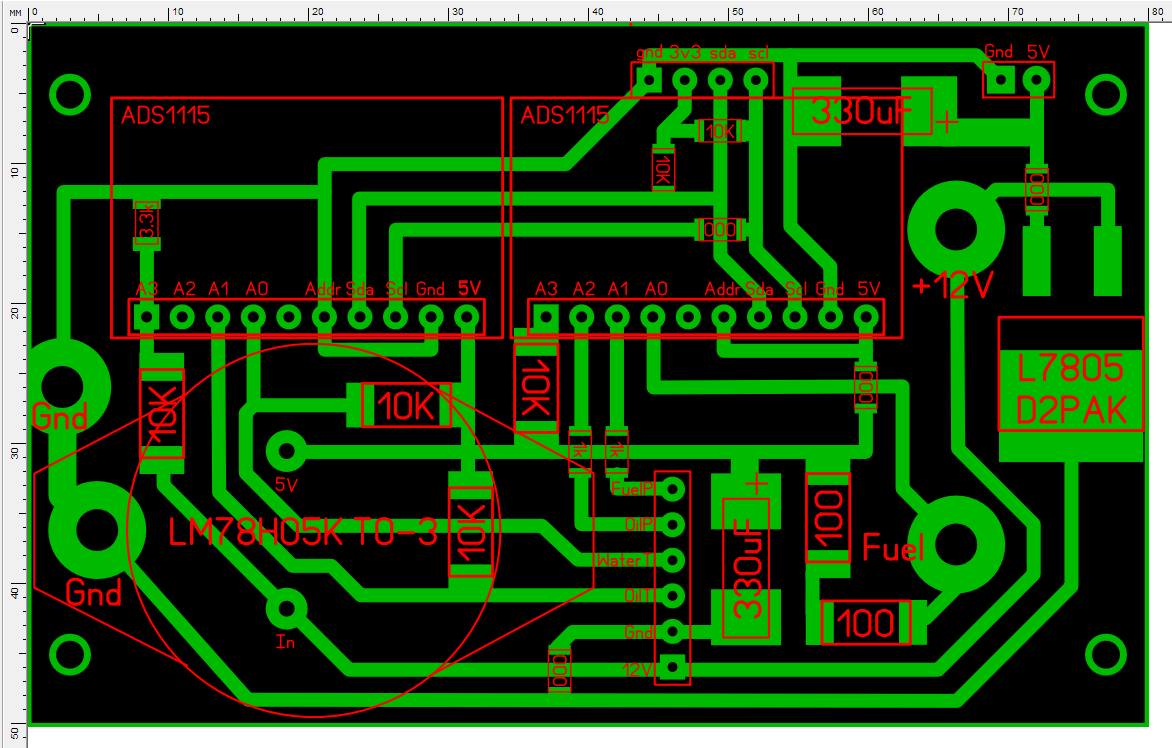 MM
0 10 20 30 40 50 60 70 80
0
10
20
30
40
50
gnd 3v3 sda scl
Gnd 5V
ADS1115
ADS1115
330uF
+
10K
10K
000
3.3k
000
+12V
A3 A2 A1 A0 Addr Sda Scl Gnd 5V
A3 A2 A1 A0 Addr Sda Scl Gnd 5V
L7805
D2PAK
10K
10K
10K
000
Gnd
1k
1k
5V
FuelP
+
OilP
LM78H05K TO-3
10K
100
Fuel
WaterT
330uF
Gnd
OilT
100
In
Gnd
000
12V